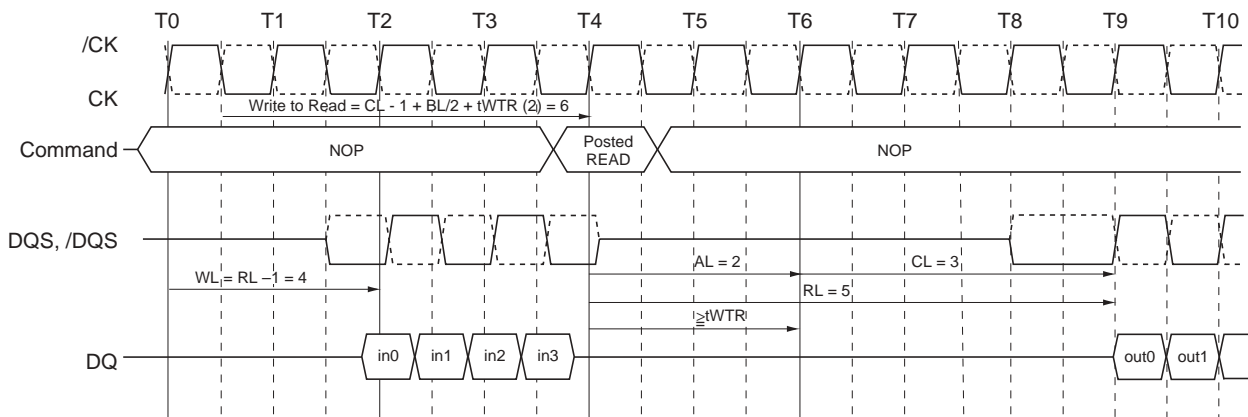 T0 T1 T2 T3 T4 T5 T6 T7 T8 T9 T10
/CK
CK
Write to Read = CL - 1 + BL/2 + tWTR (2) = 6
Command NOP Posted READ NOP
DQS, /DQS
AL = 2 CL = 3
WL = RL –1 = 4
RL = 5
≧tWTR
DQ in0 in1 in2 in3 out0 out1